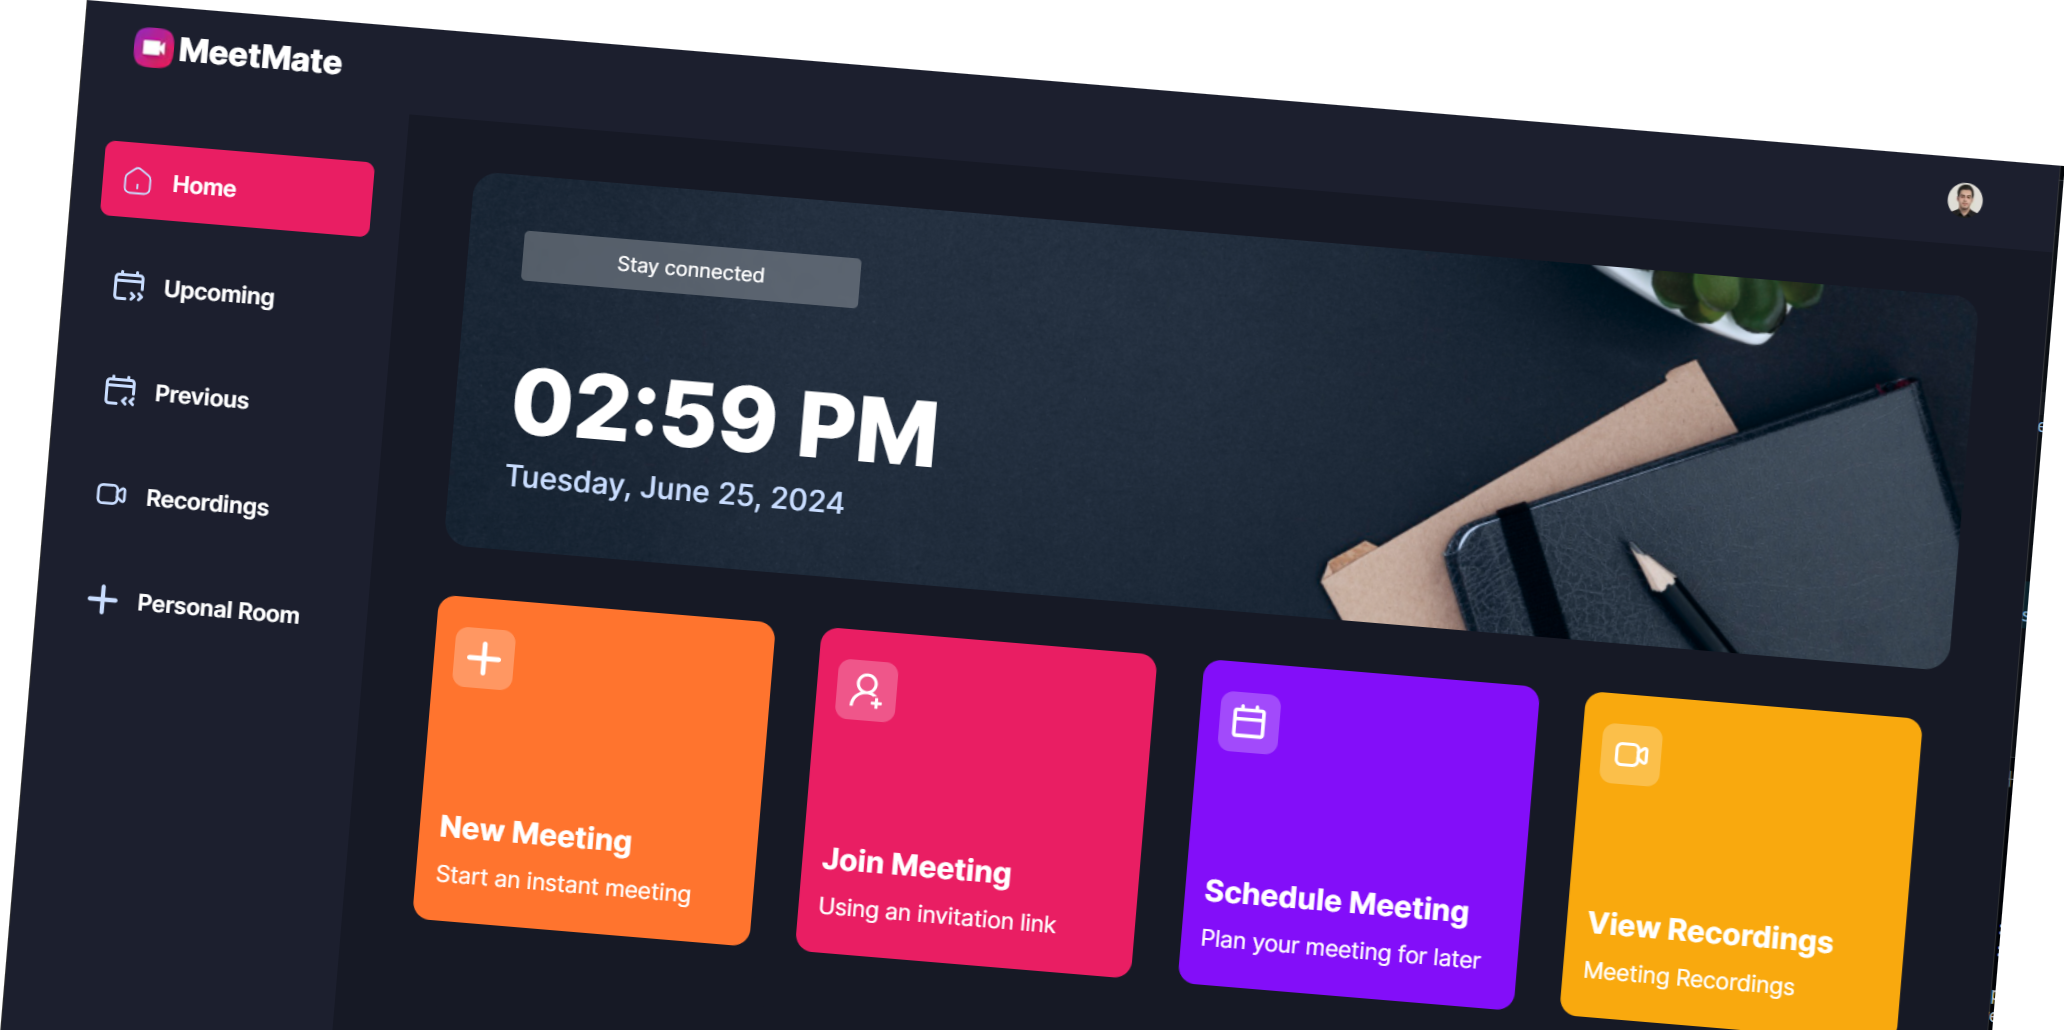 MeetMate
Home
Upcoming
Previous
Recordings
Personal Room
Stay connected
02:59 PM
Tuesday, June 25, 2024
New Meeting
Start an instant meeting
Join Meeting
Using an invitation link
Schedule Meeting
Plan your meeting for later
View Recordings
Meeting Recordings